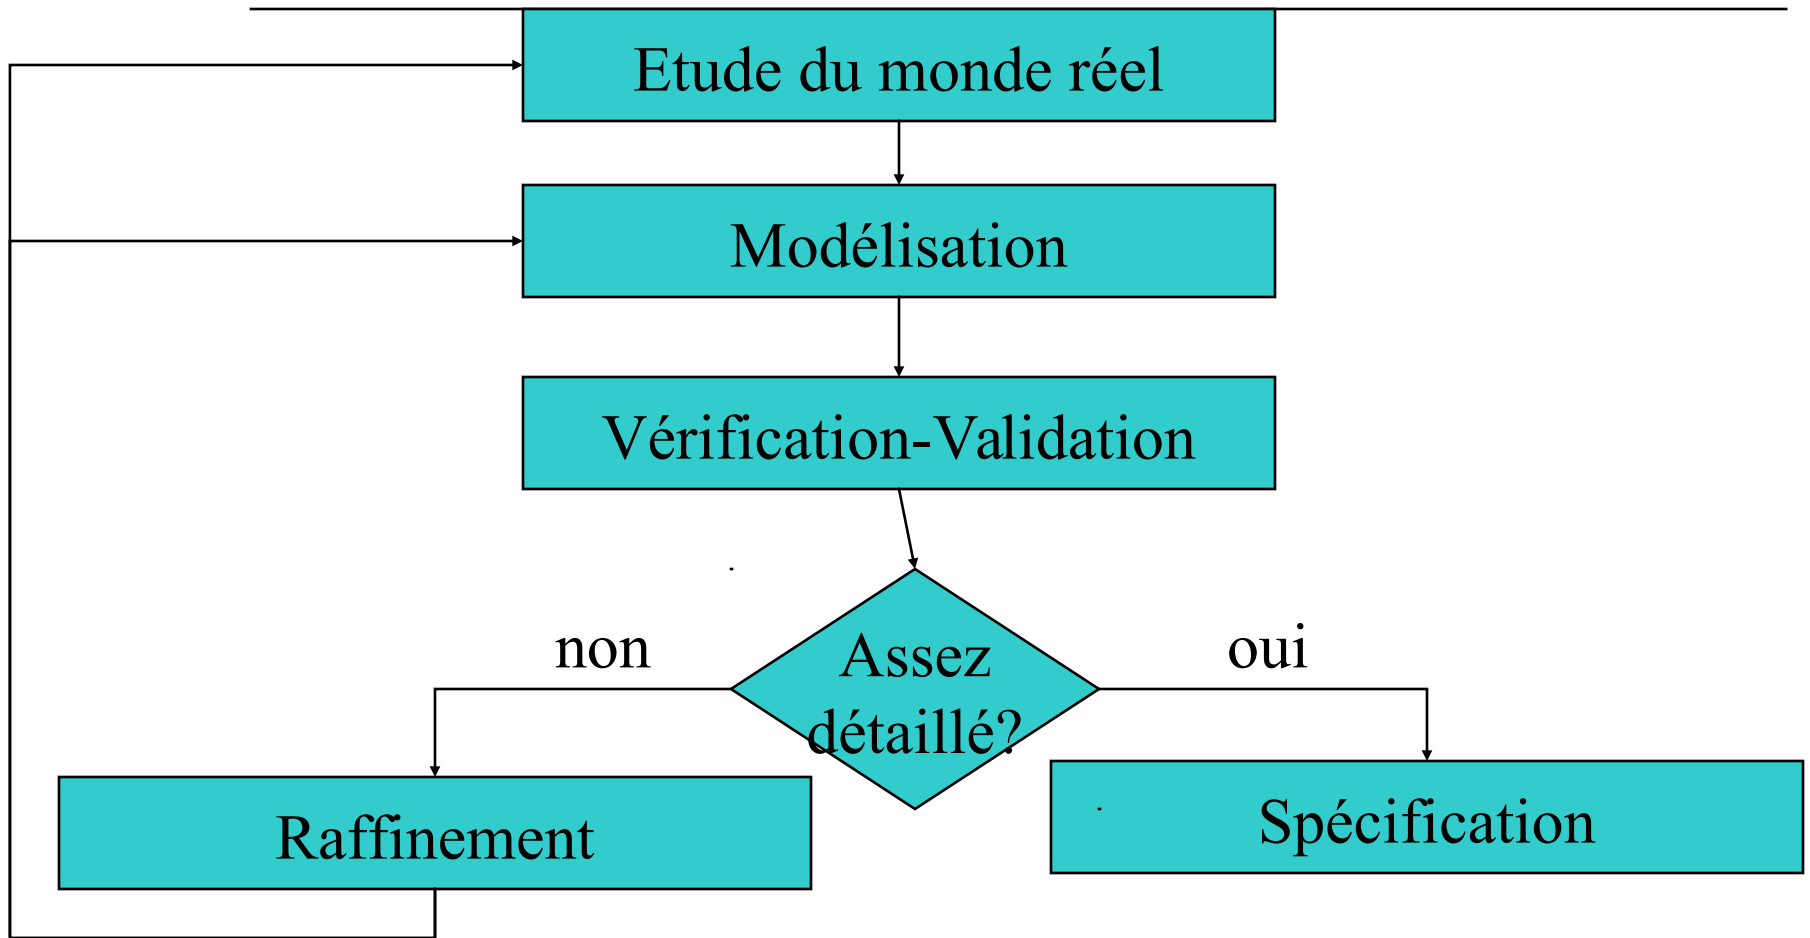 Etude du monde réel
Modélisation
Vérification-Validation
non
Assez
détaillé?
oui
Raffinement
Spécification